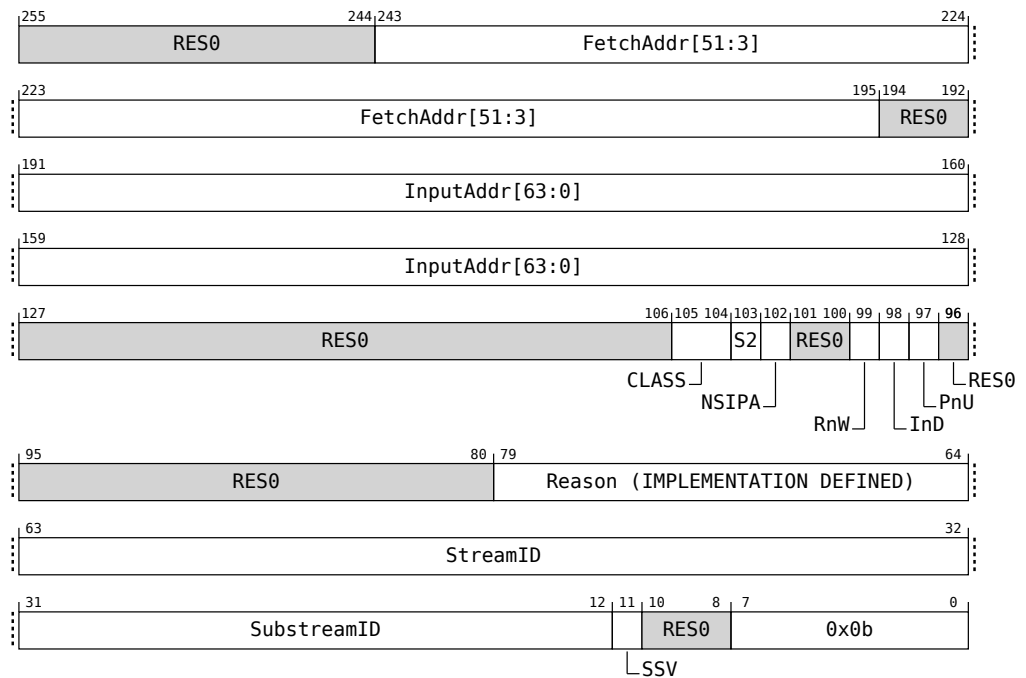 255 244 243 224
RES0 FetchAddr[51:3]
223 195 194 192
FetchAddr[51:3] RES0
191 160
InputAddr[63:0]
159 128
InputAddr[63:0]
127 106 105 104 103 102 101 100 99 98 97 96
RES0 S2 RES0
CLASS RES0
NSIPA PnU
RnW InD
95 80 79 64
RES0 Reason (IMPLEMENTATION DEFINED)
63 32
StreamID
31 12 11 10 8 7 0
SubstreamID RES0 0x0b
SSV